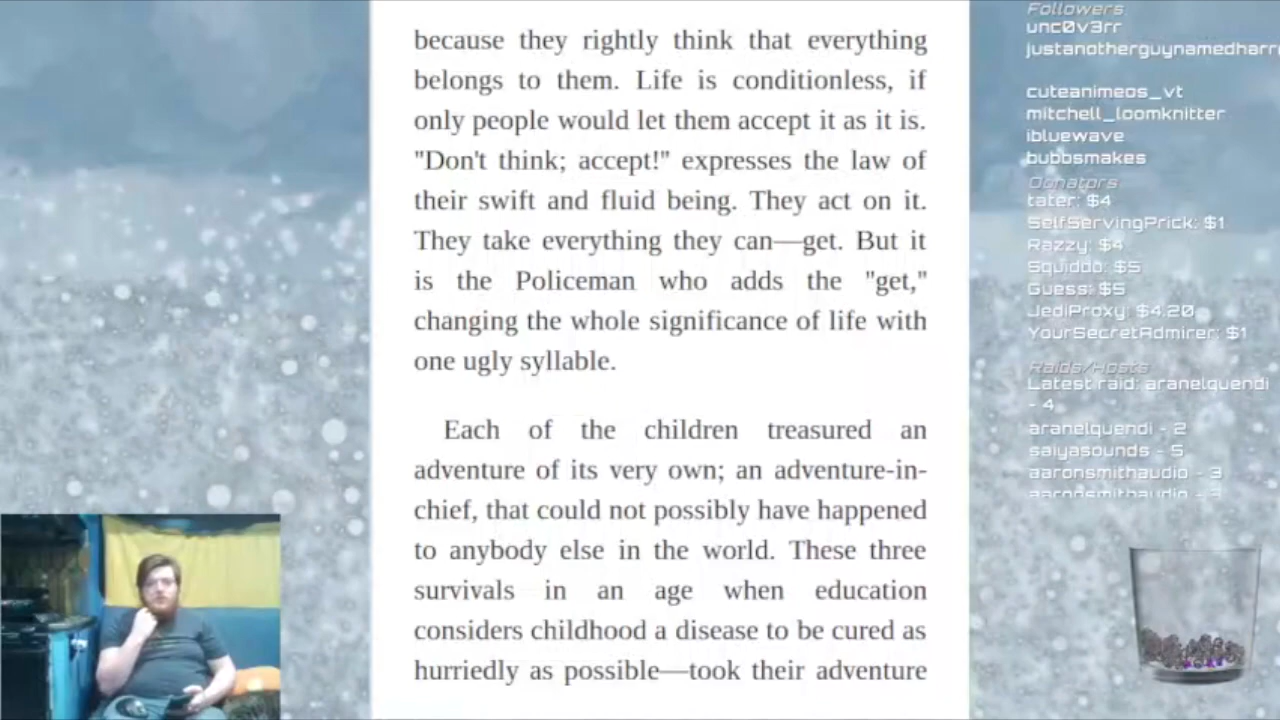 because they rightly think that everything
belongs to them. Life is conditionless, if
only people would let them accept it as it is.
"Don't think; accept!" expresses the law of
their swift and fluid being. They act on it.
They take everything they can—get. But it
is the Policeman who adds the "get,"
changing the whole significance of life with
one ugly syllable.
Each of the children treasured an
adventure of its very own; an adventure-in-
chief, that could not possibly have happened
to anybody else in the world. These three
survivals in an age when education
considers childhood a disease to be cured as
hurriedly as possible—took their adventure
Followers
unc0v3rr
justanotherguynamedharr
cuteanimeos_vt
mitchell_loomknitter
ibluewave
bubbsmakes
Donators
tater: $4
SelfServingPrick: $1
Razzy: $4
Squiddo: $5
Guess: $5
JediProxy: $4.20
YourSecretAdmirer: $1
Raids/Hosts
Latest raid: aranelquendi
- 4
aranelquendi - 2
saiyasounds - 5
aaronsmithaudio - 3
aaronsmithaudio - 3